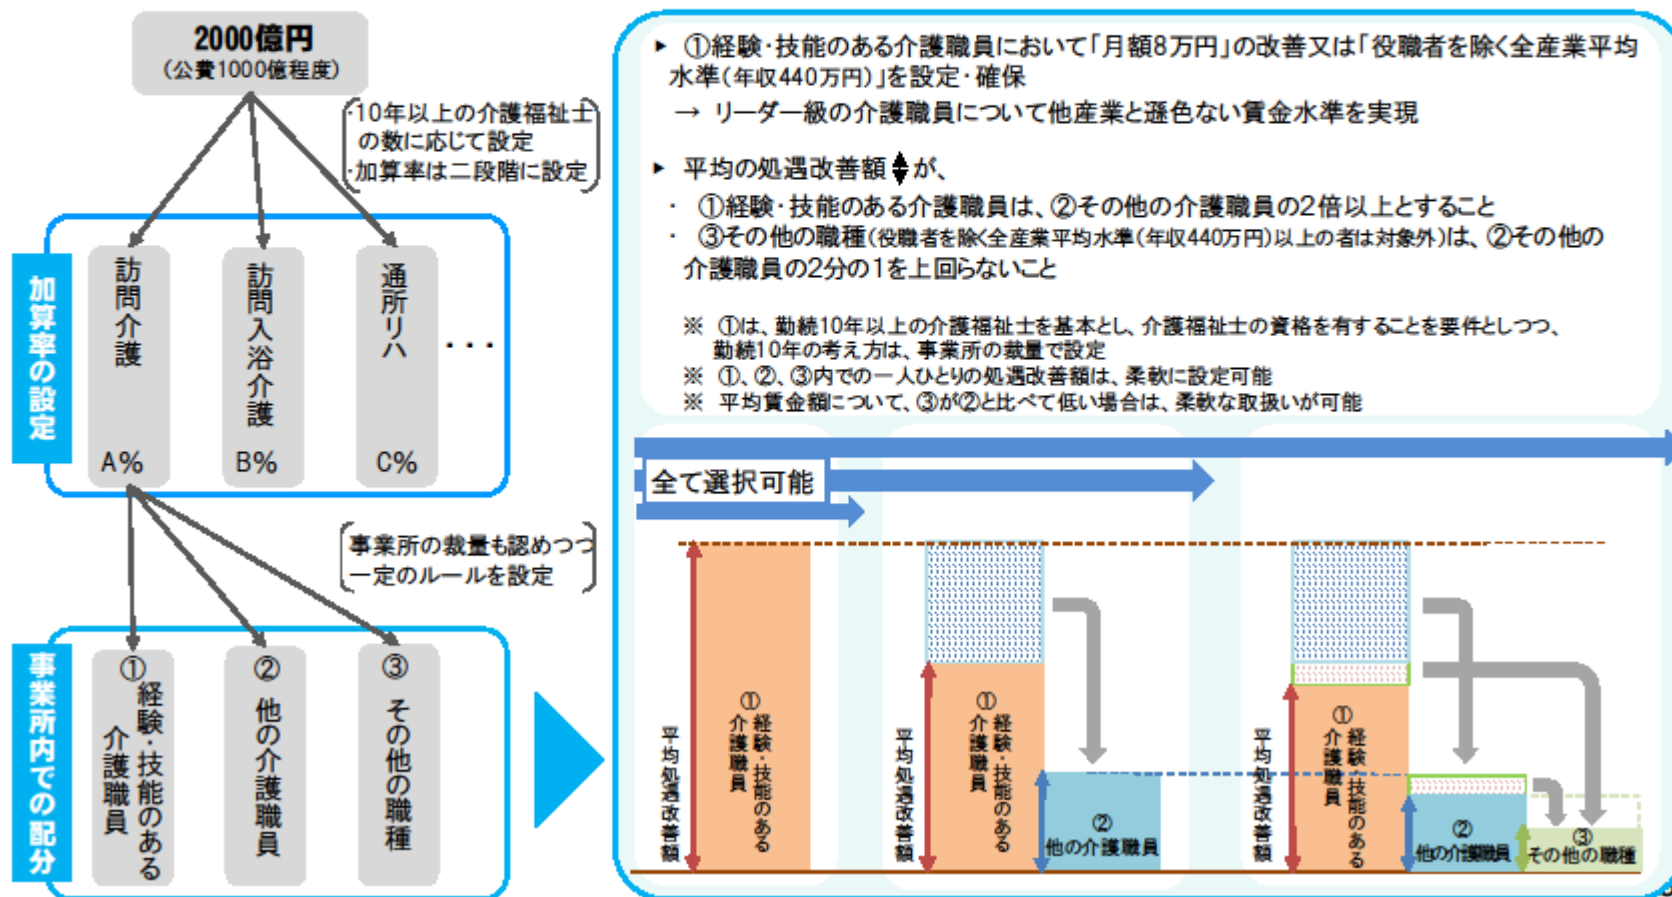 2000億円
(公費1000億程度)
・10年以上の介護福祉士
の数に応じて設定
・加算率は二段階に設定
加算率の設定
訪問介護
A%
訪問入浴介護
B%
通所リハ
C%
・・・
事業所の裁量も認めつつ
一定のルールを設定
事業所内での配分
①
経験・技能のある
介護職員
②
他の介護職員
③
その他の職種
▶ ①経験・技能のある介護職員において「月額8万円」の改善又は「役職者を除く全産業平均
水準(年収440万円)」を設定・確保
→ リーダー級の介護職員について他産業と遜色ない賃金水準を実現
▶ 平均の処遇改善額が、
・ ①経験・技能のある介護職員は、②その他の介護職員の2倍以上とすること
・ ③その他の職種(役職者を除く全産業平均水準(年収440万円)以上の者は対象外)は、②その他の
介護職員の2分の1を上回らないこと
※ ①は、勤続10年以上の介護福祉士を基本とし、介護福祉士の資格を有することを要件としつつ、
勤続10年の考え方は、事業所の裁量で設定
※ ①、②、③内での一人ひとりの処遇改善額は、柔軟に設定可能
※ 平均賃金額について、③が②と比べて低い場合は、柔軟な取扱いが可能
全て選択可能
平均処遇改善額
①
経験・技能のある
介護職員
平均処遇改善額
①
経験・技能のある
介護職員
②
他の介護職員
平均処遇改善額
①
経験・技能のある
介護職員
②
他の介護職員
③
その他の職種